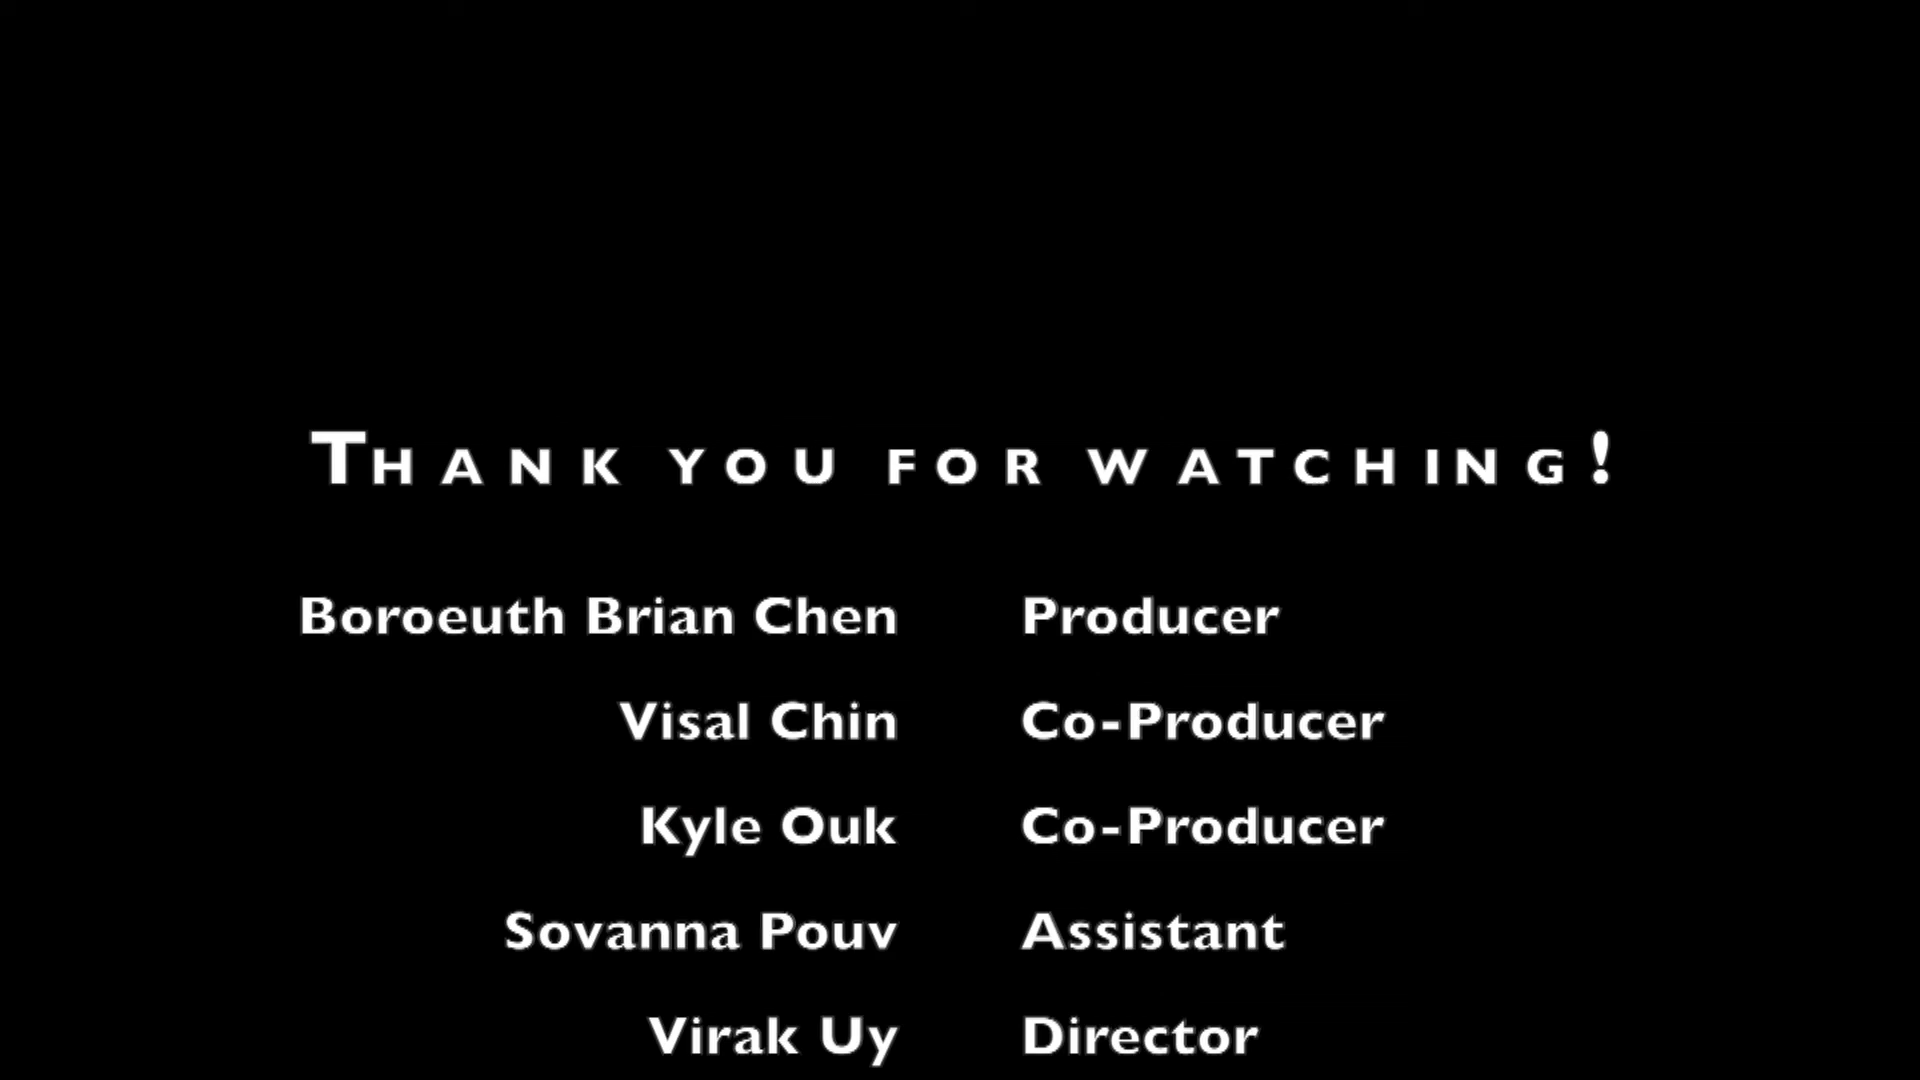 Thank you for watching!
Boroeuth Brian Chen Producer
Visal Chin Co-Producer
Kyle Ouk Co-Producer
Sovanna Pouv Assistant
Virak Uy Director